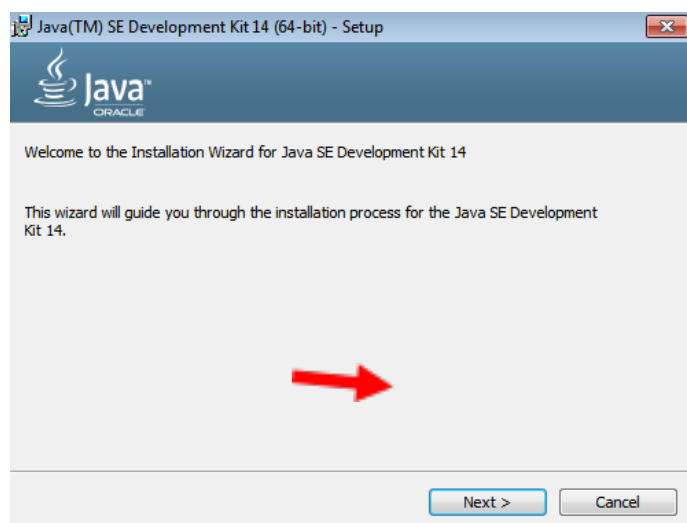 Java(TM) SE Development Kit 14 (64-bit) - Setup
Java™
ORACLE
Welcome to the Installation Wizard for Java SE Development Kit 14
This wizard will guide you through the installation process for the Java SE Development
Kit 14.
Next > Cancel